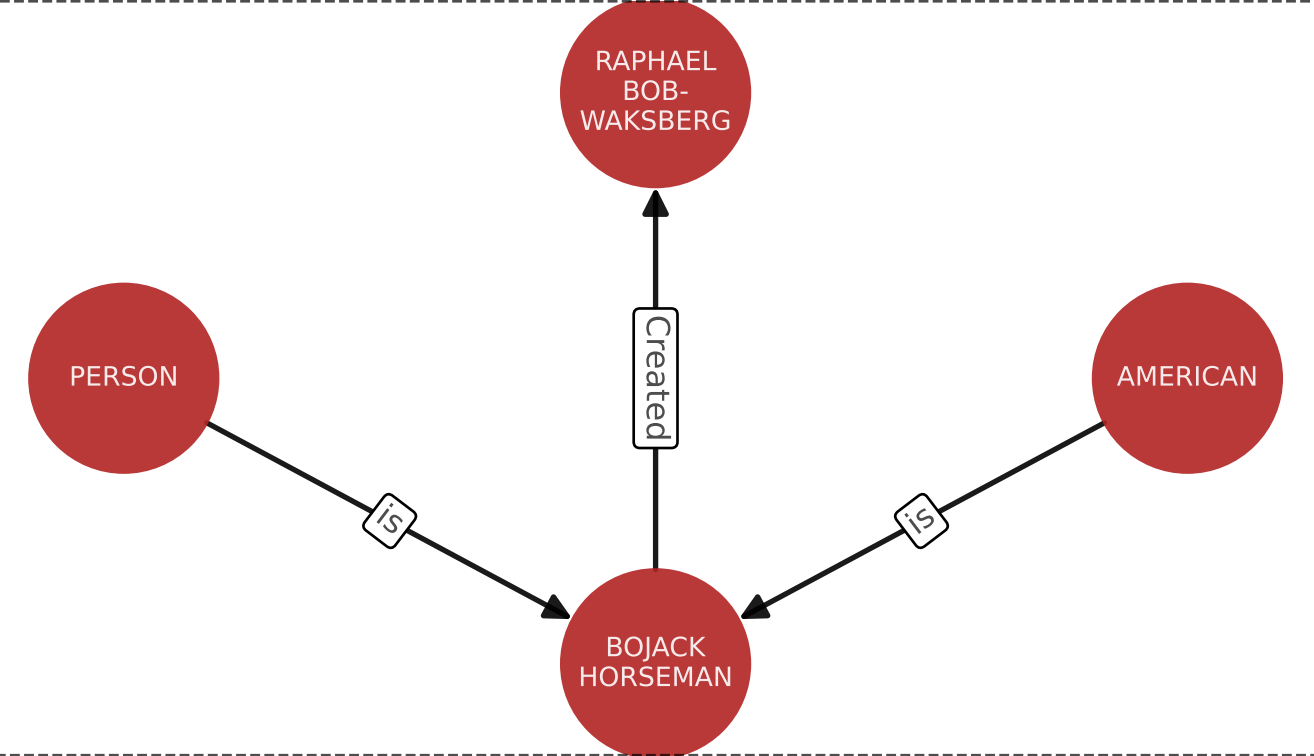 RAPHAEL
BOB-
WAKSBERG
Created
PERSON
AMERICAN
is
is
BOJACK
HORSEMAN